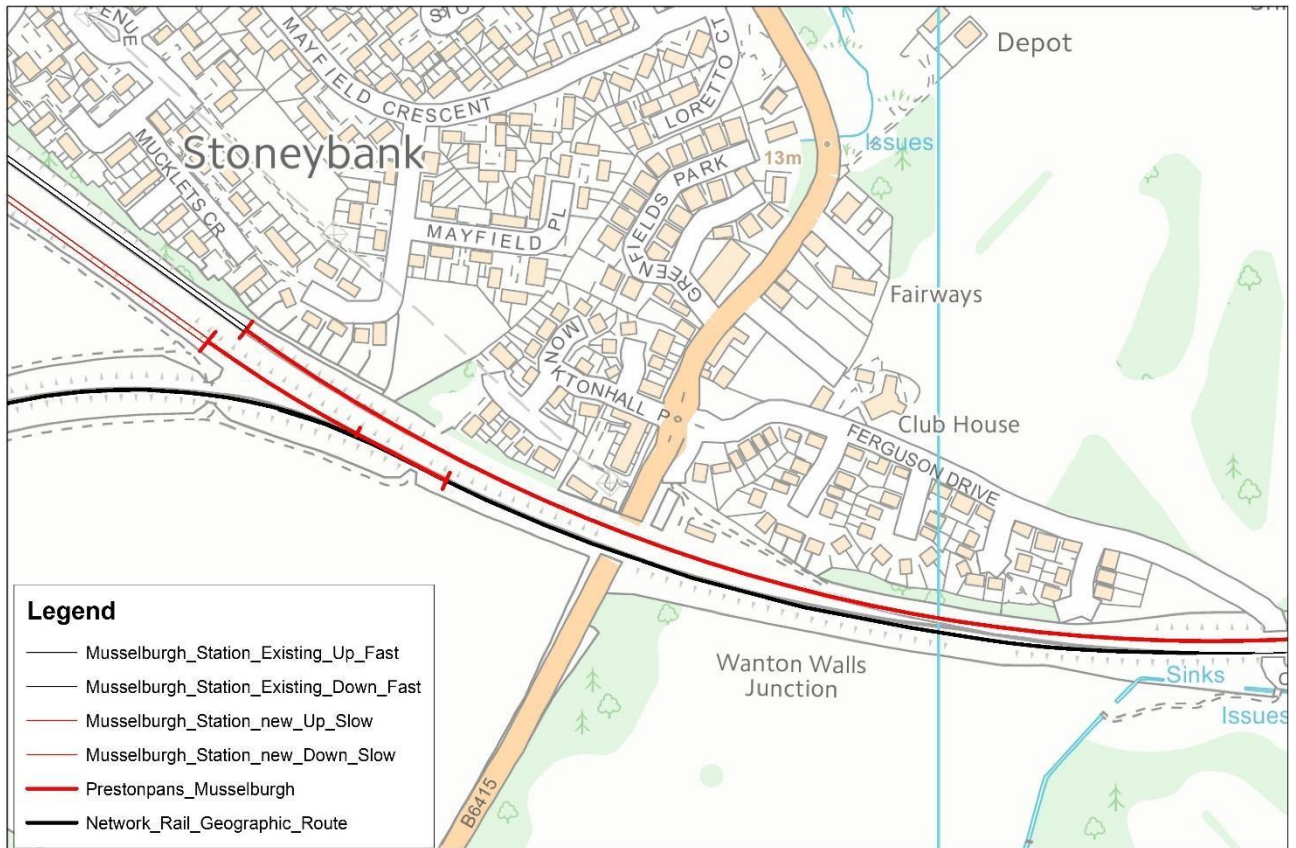 Depot
MAYFIELD CRESCENT
LORETTO CT
Issues
13m
Stoneybank
MUCKLETS CR
MAYFIELD PL
GREENFIELDS PARK
Fairways
MONKTONHALL P
Club House
FERGUSON DRIVE
Wanton Walls
Junction
Sinks
Issues
B6415
Legend
Musselburgh_Station_Existing_Up_Fast
Musselburgh_Station_Existing_Down_Fast
Musselburgh_Station_new_Up_Slow
Musselburgh_Station_new_Down_Slow
Prestonpans_Musselburgh
Network_Rail_Geographic_Route